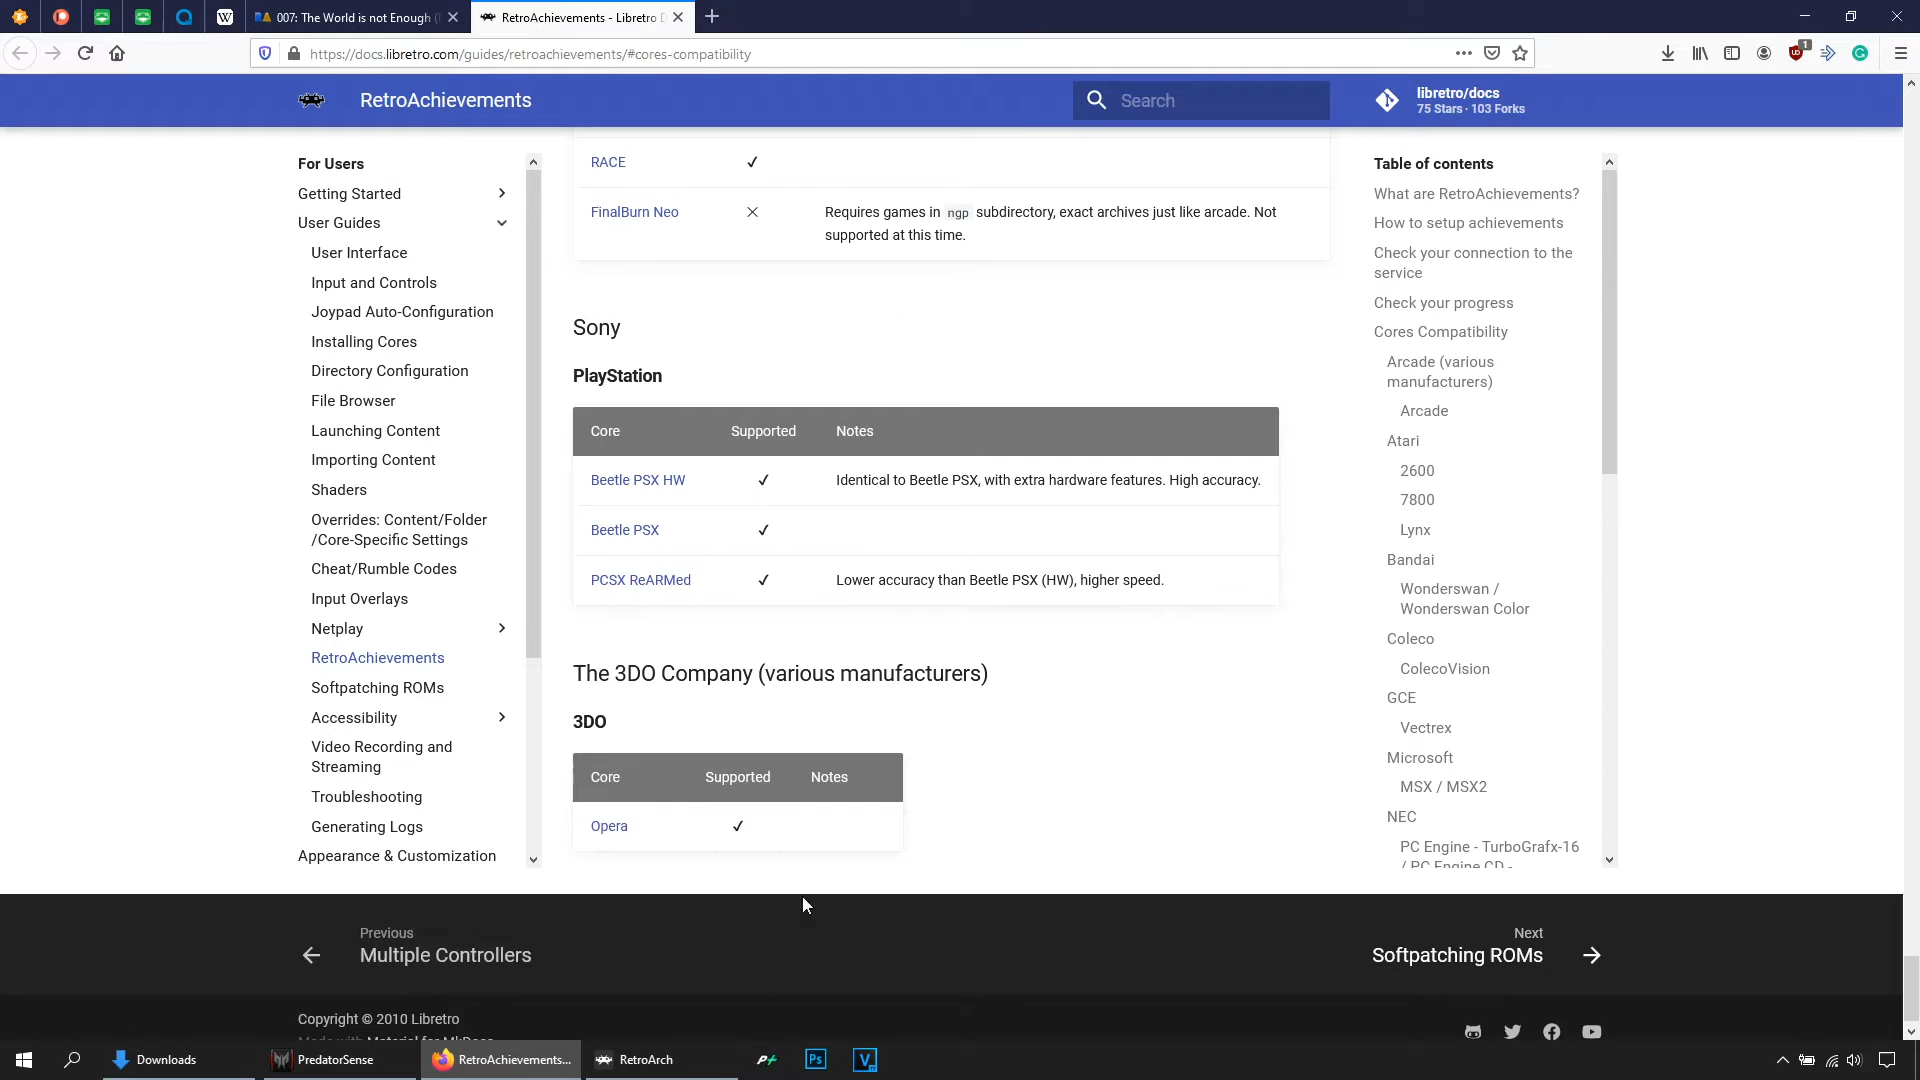 007: The World is not Enough (
RetroAchievements - Libretro D
https://docs.libretro.com/guides/retroachievements/#cores-compatibility
1
RetroAchievements
Search
libretro/docs
75 Stars · 103 Forks
For Users
Getting Started
User Guides
User Interface
Input and Controls
Joypad Auto-Configuration
Installing Cores
Directory Configuration
File Browser
Launching Content
Importing Content
Shaders
Overrides: Content/Folder
/Core-Specific Settings
Cheat/Rumble Codes
Input Overlays
Netplay
RetroAchievements
Softpatching ROMs
Accessibility
Video Recording and
Streaming
Troubleshooting
Generating Logs
Appearance & Customization
RACE ✓
FinalBurn Neo ✕ Requires games in ngp subdirectory, exact archives just like arcade. Not
supported at this time.
Sony
PlayStation
Core Supported Notes
Beetle PSX HW ✓ Identical to Beetle PSX, with extra hardware features. High accuracy.
Beetle PSX ✓
PCSX ReARMed ✓ Lower accuracy than Beetle PSX (HW), higher speed.
The 3DO Company (various manufacturers)
3DO
Core Supported Notes
Opera ✓
Table of contents
What are RetroAchievements?
How to setup achievements
Check your connection to the
service
Check your progress
Cores Compatibility
Arcade (various
manufacturers)
Arcade
Atari
2600
7800
Lynx
Bandai
Wonderswan /
Wonderswan Color
Coleco
ColecoVision
GCE
Vectrex
Microsoft
MSX / MSX2
NEC
PC Engine - TurboGrafx-16
/ PC Engine CD -
Previous
Multiple Controllers
Next
Softpatching ROMs
Copyright © 2010 Libretro
Made with Material for MkDocs
Downloads
PredatorSense
RetroAchievements...
RetroArch
Ps
V